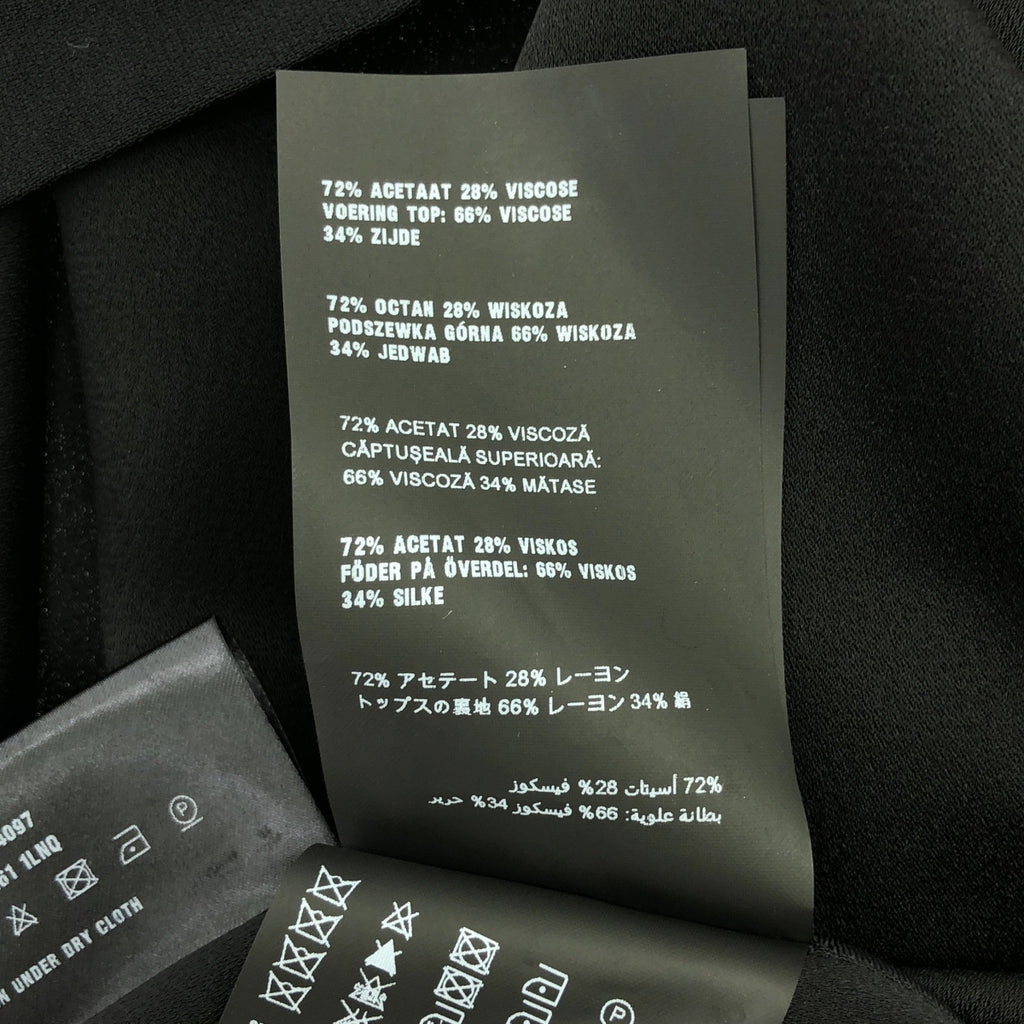 72% ACETAAT 28% VISCOSE
VOERING TOP: 66% VISCOSE
34% ZIJDE
72% OCTAN 28% WISKOZA
PODSZEWKA GÓRNA 66% WISKOZA
34% JEDWAB
72% ACETAT 28% VISCOZĂ
CĂPTUȘEALĂ SUPERIOARĂ:
66% VISCOZĂ 34% MĂTASE
72% ACETAT 28% VISKOS
FÖDER PÅ ÖVERDEL: 66% VISKOS
34% SILKE
72% アセテート 28% レーヨン
トップスの裏地 66% レーヨン 34% 絹
72% أسيتات 28% فيسكوز
بطانة علوية: 66% فيسكوز 34% حرير
1LNQ
UNDER DRY CLOTH
P
P